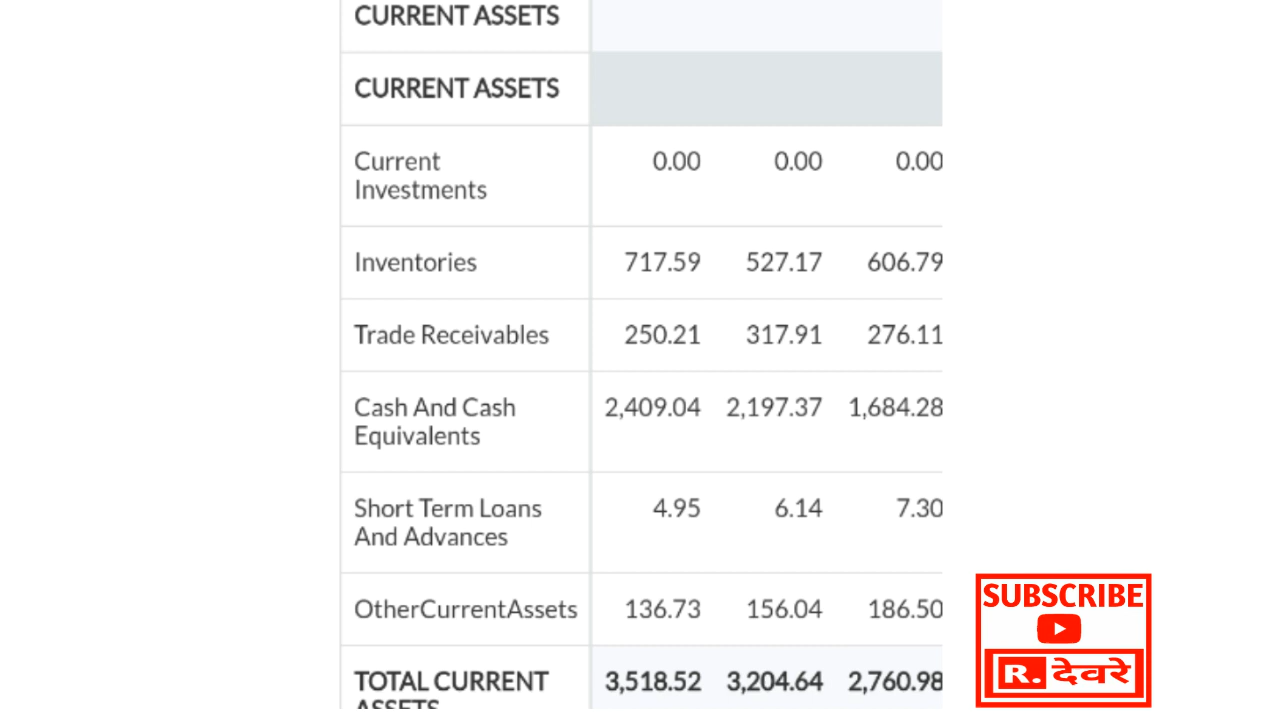 CURRENT ASSETS
CURRENT ASSETS
Current Investments 0.00 0.00 0.00
Inventories 717.59 527.17 606.79
Trade Receivables 250.21 317.91 276.11
Cash And Cash Equivalents 2,409.04 2,197.37 1,684.28
Short Term Loans And Advances 4.95 6.14 7.30
OtherCurrentAssets 136.73 156.04 186.50
TOTAL CURRENT ASSETS 3,518.52 3,204.64 2,760.98
SUBSCRIBE
R. देवरे